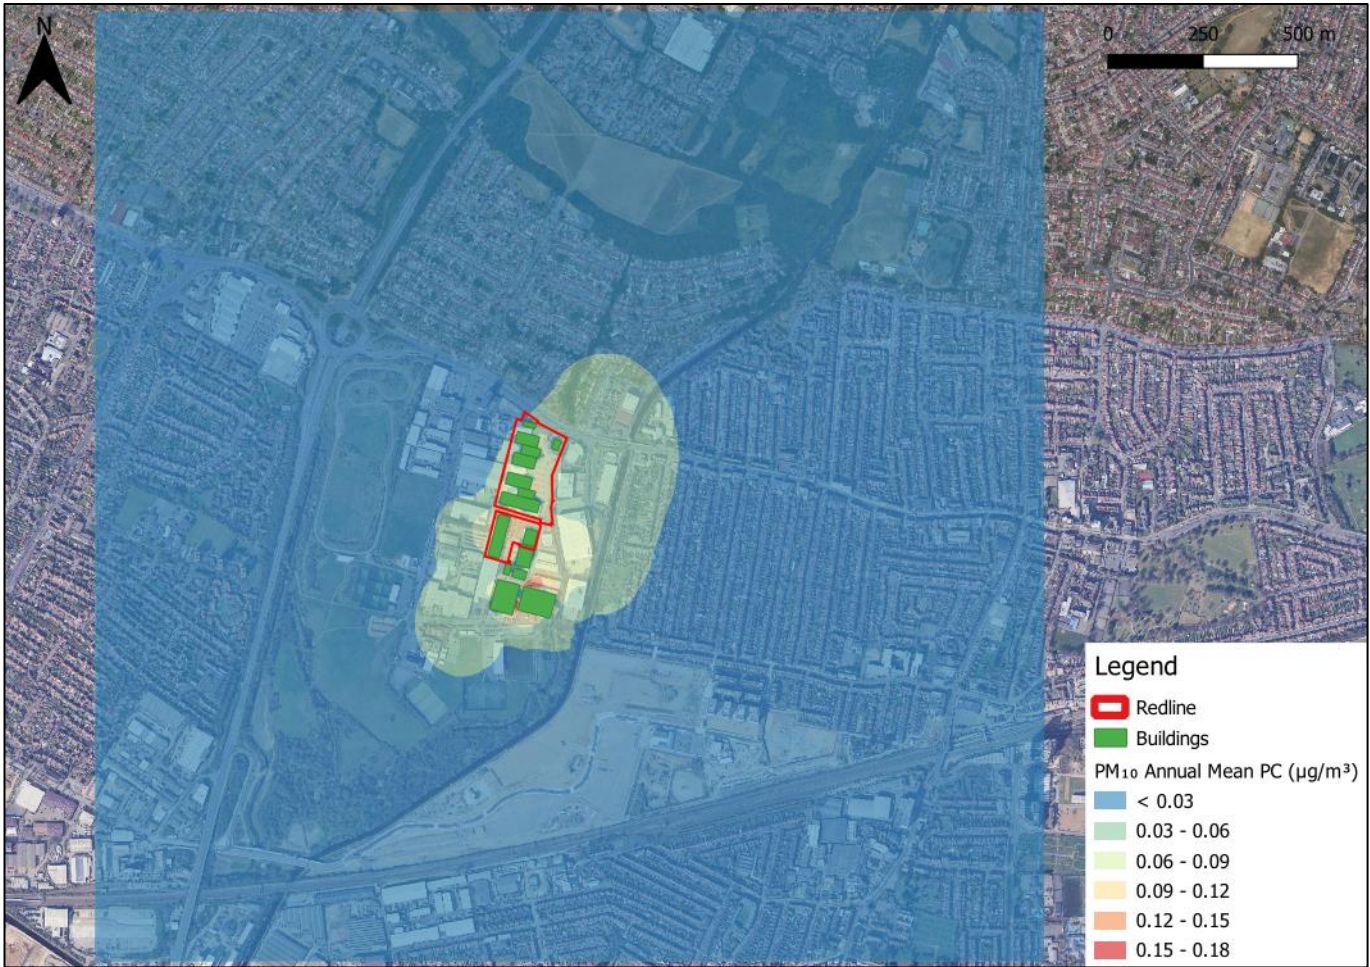 N
0 250 500 m
Legend
Redline
Buildings
PM₁₀ Annual Mean PC (µg/m³)
< 0.03
0.03 - 0.06
0.06 - 0.09
0.09 - 0.12
0.12 - 0.15
0.15 - 0.18